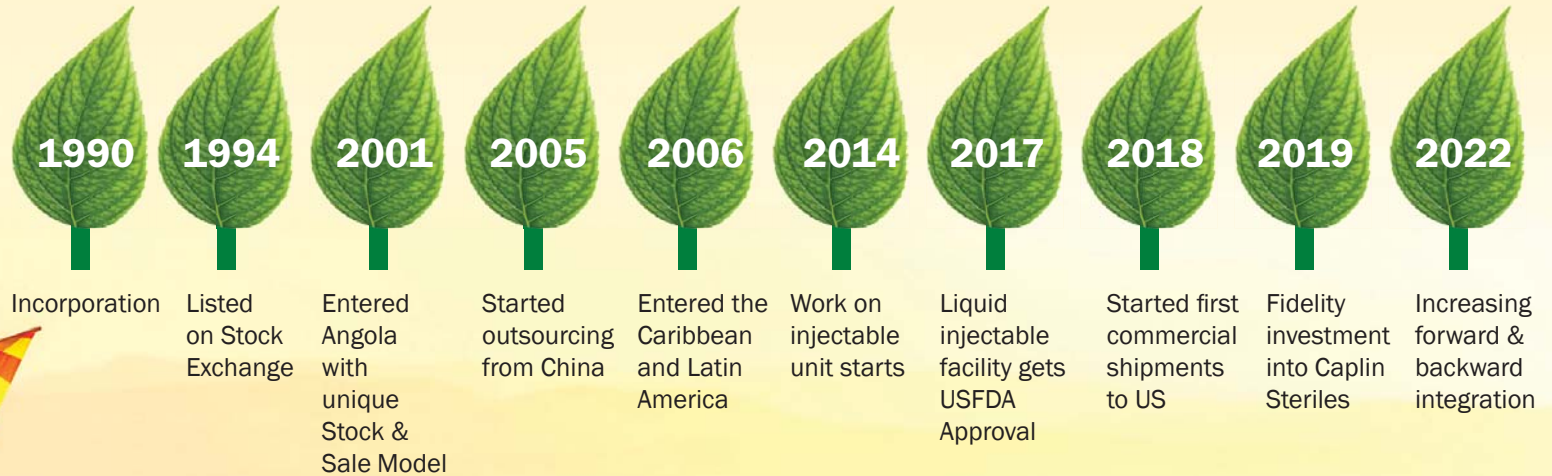 1990
Incorporation
1994
Listed
on Stock
Exchange
2001
Entered
Angola
with
unique
Stock &
Sale Model
2005
Started
outsourcing
from China
2006
Entered the
Caribbean
and Latin
America
2014
Work on
injectable
unit starts
2017
Liquid
injectable
facility gets
USFDA
Approval
2018
Started first
commercial
shipments
to US
2019
Fidelity
investment
into Caplin
Steriles
2022
Increasing
forward &
backward
integration